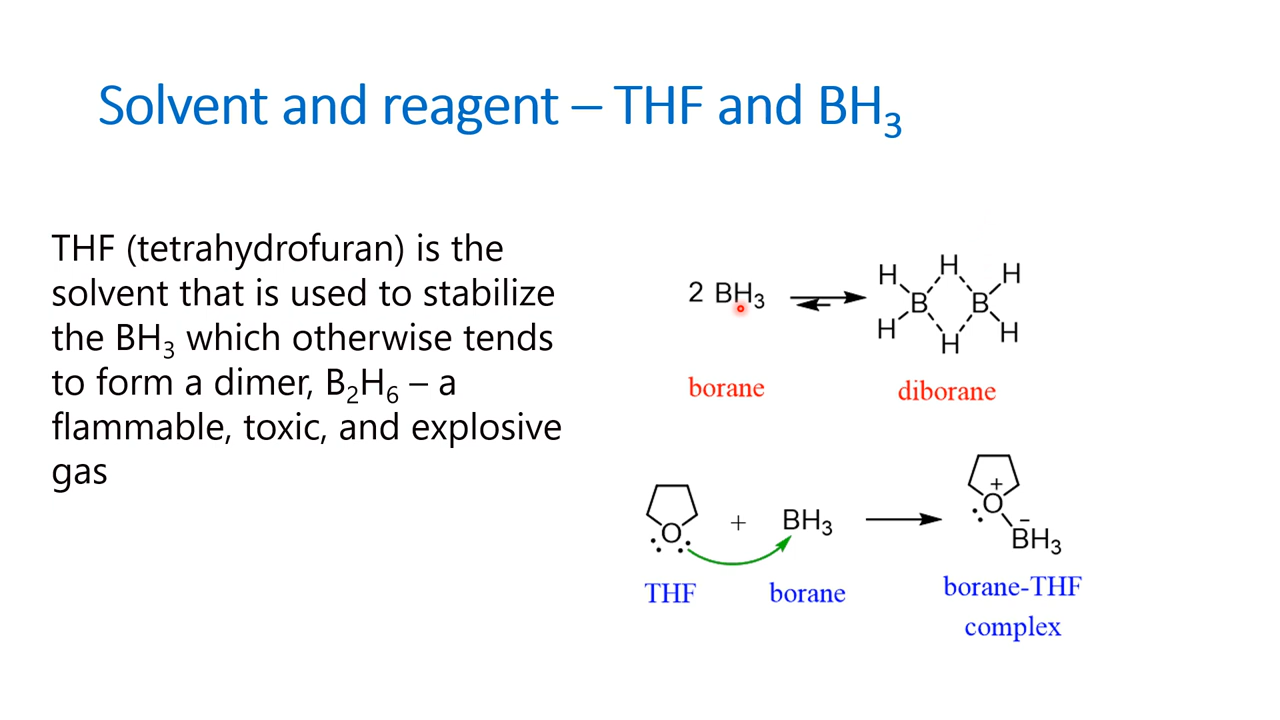 Solvent and reagent – THF and BH₃
THF (tetrahydrofuran) is the
solvent that is used to stabilize
the BH₃ which otherwise tends
to form a dimer, B₂H₆ – a
flammable, toxic, and explosive
gas
2 BH₃
H H H
B B
H H H
borane diborane
O + BH₃
+
O
−
BH₃
THF borane borane-THF
complex